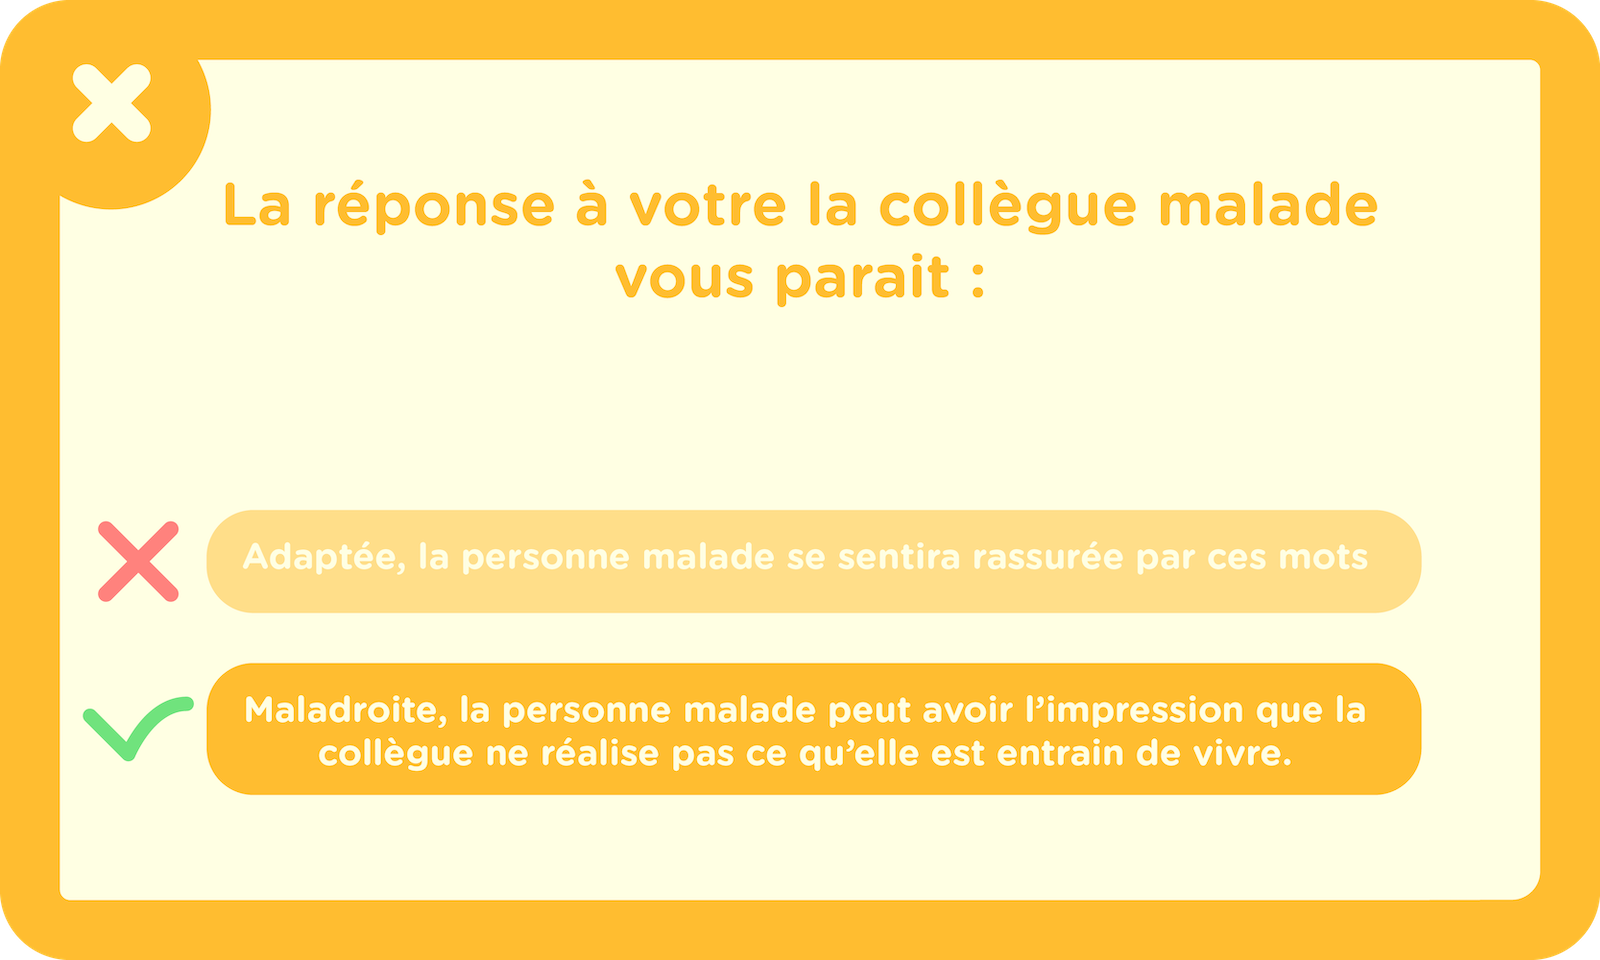 La réponse à votre la collègue malade
vous parait :
Adaptée, la personne malade se sentira rassurée par ces mots
Maladroite, la personne malade peut avoir l’impression que la
collègue ne réalise pas ce qu’elle est entrain de vivre.